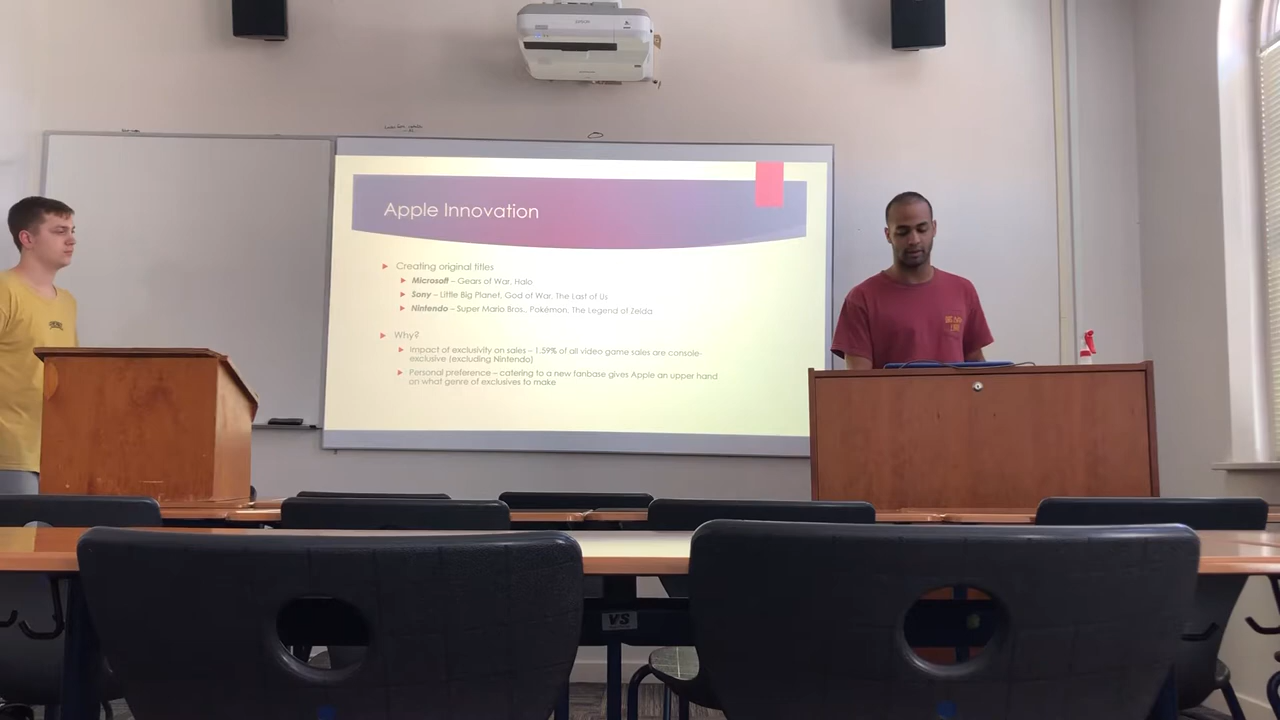 EPSON
Apple Innovation
Creating original titles
Microsoft – Gears of War, Halo
Sony – Little Big Planet, God of War, The Last of Us
Nintendo – Super Mario Bros., Pokémon, The Legend of Zelda
Why?
Impact of exclusivity on sales – 1.59% of all video game sales are console-
exclusive (excluding Nintendo)
Personal preference – catering to a new fanbase gives Apple an upper hand
on what genre of exclusives to make
VS